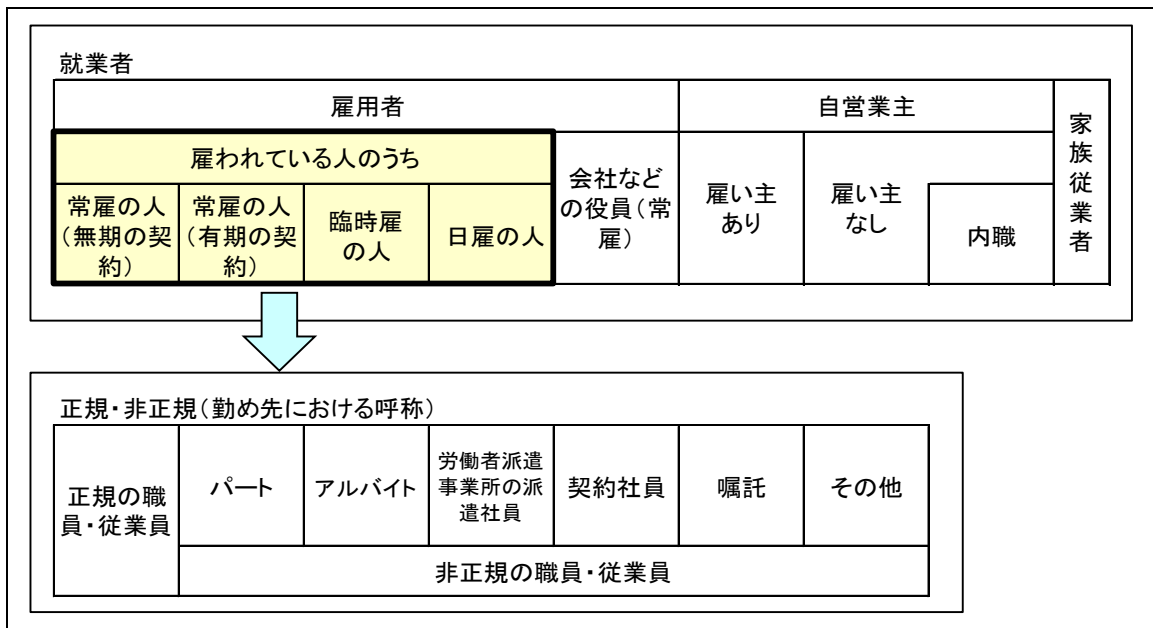 就業者
雇用者
自営業主
家
族
従
業
者
雇われている人のうち
常雇の人
(無期の契
約)
常雇の人
(有期の契
約)
臨時雇
の人
日雇の人
会社など
の役員(常
雇)
雇い主
あり
雇い主
なし
内職
正規・非正規(勤め先における呼称)
正規の職
員・従業員
パート
アルバイト
労働者派遣
事業所の派
遣社員
契約社員
嘱託
その他
非正規の職員・従業員